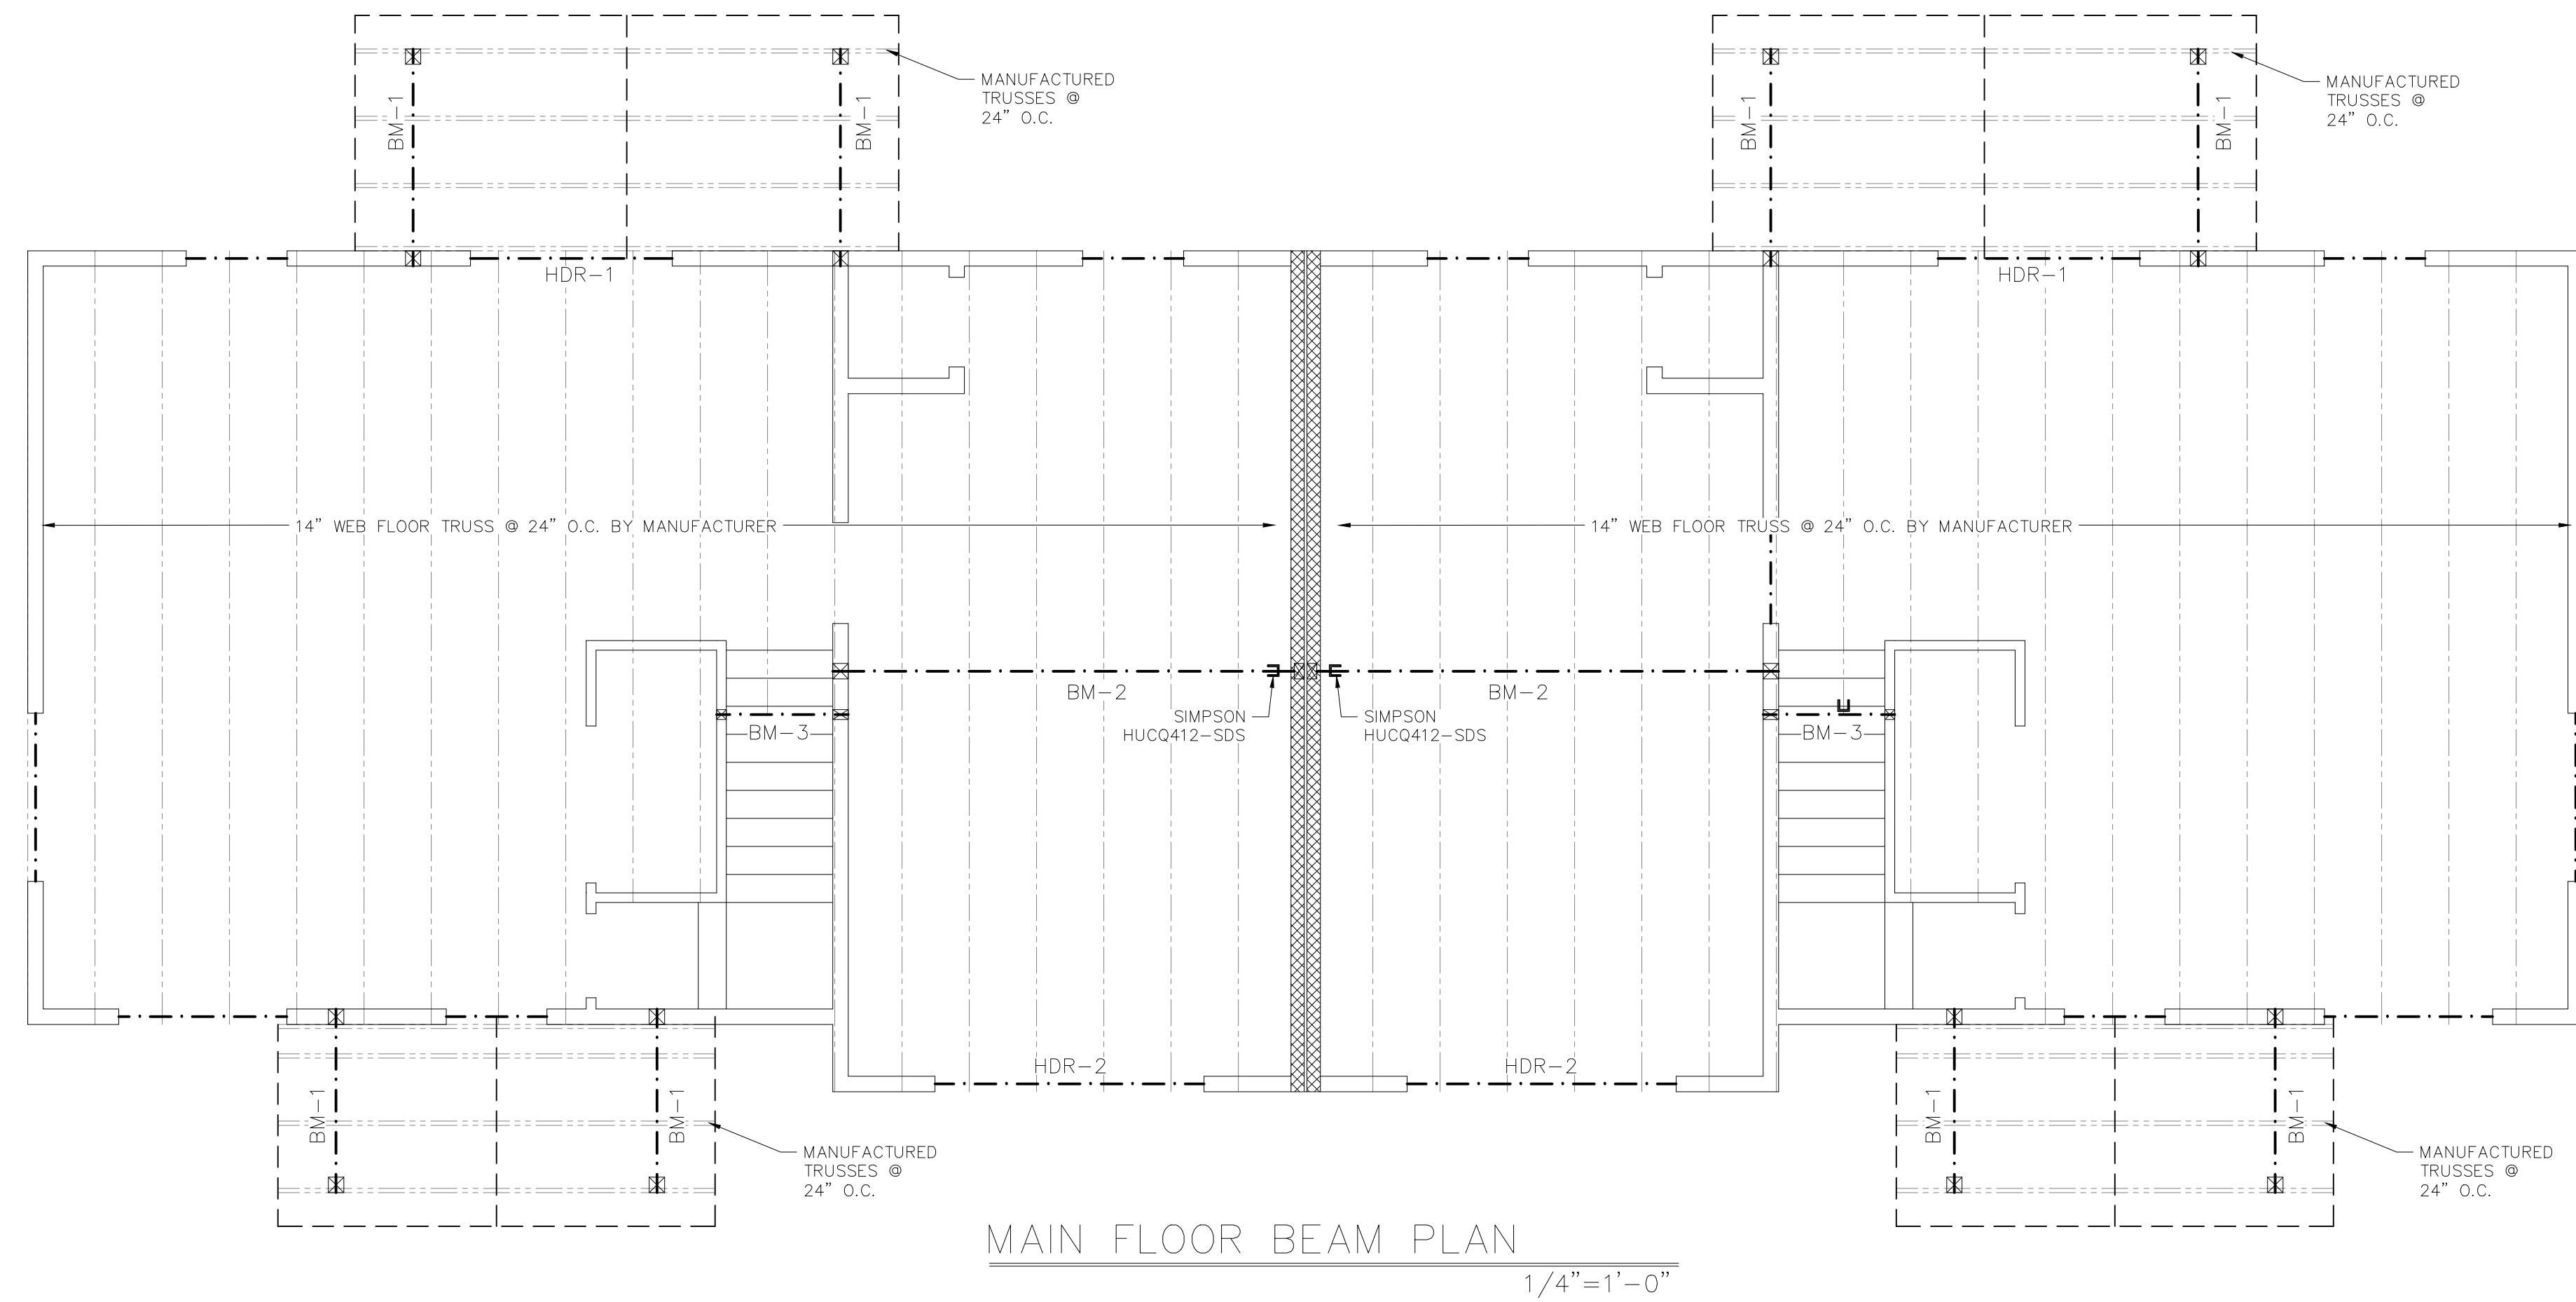 MANUFACTURED
TRUSSES @
24" O.C.
MANUFACTURED
TRUSSES @
24" O.C.
BM-1
BM-1
BM-1
BM-1
HDR-1
HDR-1
14" WEB FLOOR TRUSS @ 24" O.C. BY MANUFACTURER
14" WEB FLOOR TRUSS @ 24" O.C. BY MANUFACTURER
BM-2
BM-2
SIMPSON
HUCQ412-SDS
SIMPSON
HUCQ412-SDS
BM-3
BM-3
HDR-2
HDR-2
BM-1
BM-1
BM-1
BM-1
MANUFACTURED
TRUSSES @
24" O.C.
MANUFACTURED
TRUSSES @
24" O.C.
MAIN FLOOR BEAM PLAN
1/4"=1'-0"